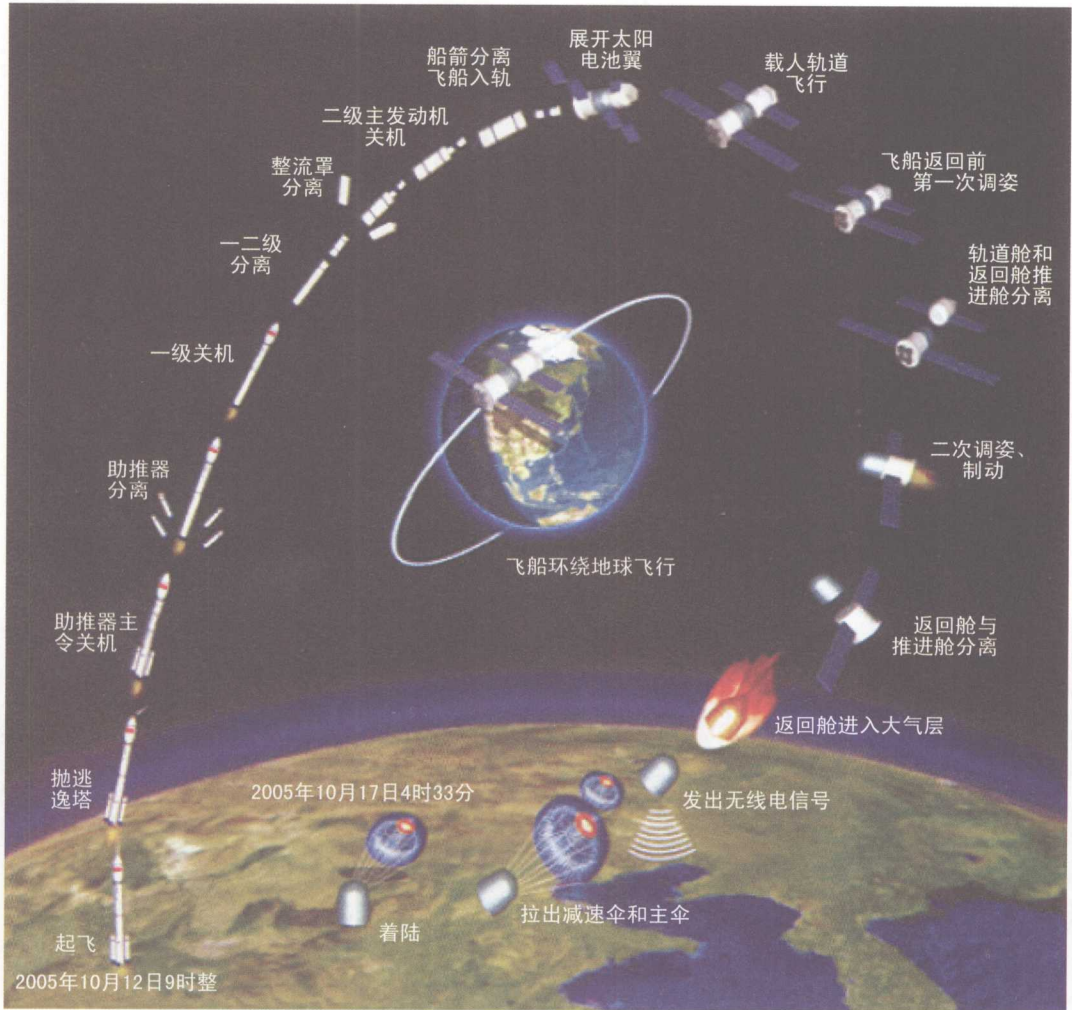 展开太阳
电池翼
船箭分离
飞船入轨
载人轨道
飞行
二级主发动机
关机
整流罩
分离
飞船返回前
第一次调姿
一二级
分离
轨道舱和
返回舱推
进舱分离
一级关机
二次调姿、
制动
助推器
分离
飞船环绕地球飞行
助推器主
令关机
返回舱与
推进舱分离
返回舱进入大气层
抛逃
逸塔
2005年10月17日4时33分
发出无线电信号
拉出减速伞和主伞
着陆
起飞
2005年10月12日9时整